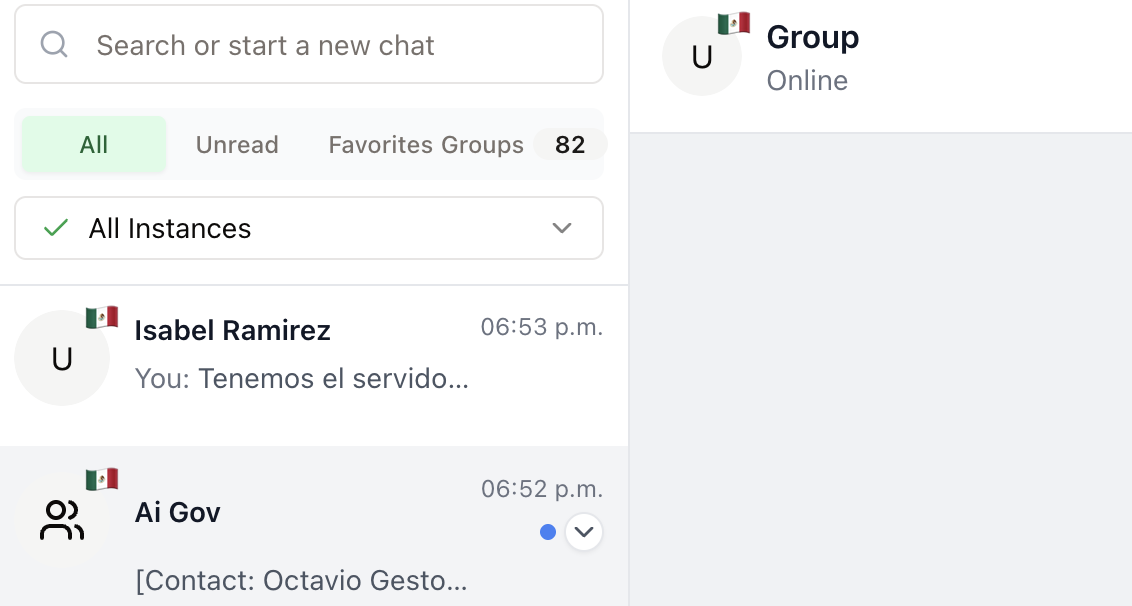 Search or start a new chat
All Unread Favorites Groups 82
All Instances
U Isabel Ramirez 06:53 p.m.
You: Tenemos el servido...
Ai Gov 06:52 p.m.
[Contact: Octavio Gesto...
U Group
Online